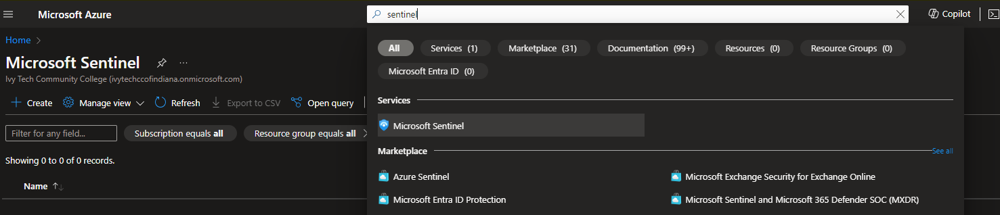 Microsoft Azure
sentinel
Copilot
Home
All
Services (1)
Marketplace (31)
Documentation (99+)
Resources (0)
Resource Groups (0)
Microsoft Entra ID (0)
Microsoft Sentinel
Ivy Tech Community College (ivytechccofindiana.onmicrosoft.com)
Create
Manage view
Refresh
Export to CSV
Open query
Services
Microsoft Sentinel
Filter for any field...
Subscription equals all
Resource group equals all
Marketplace
See all
Showing 0 to 0 of 0 records.
Azure Sentinel
Microsoft Exchange Security for Exchange Online
Name
Microsoft Entra ID Protection
Microsoft Sentinel and Microsoft 365 Defender SOC (MXDR)